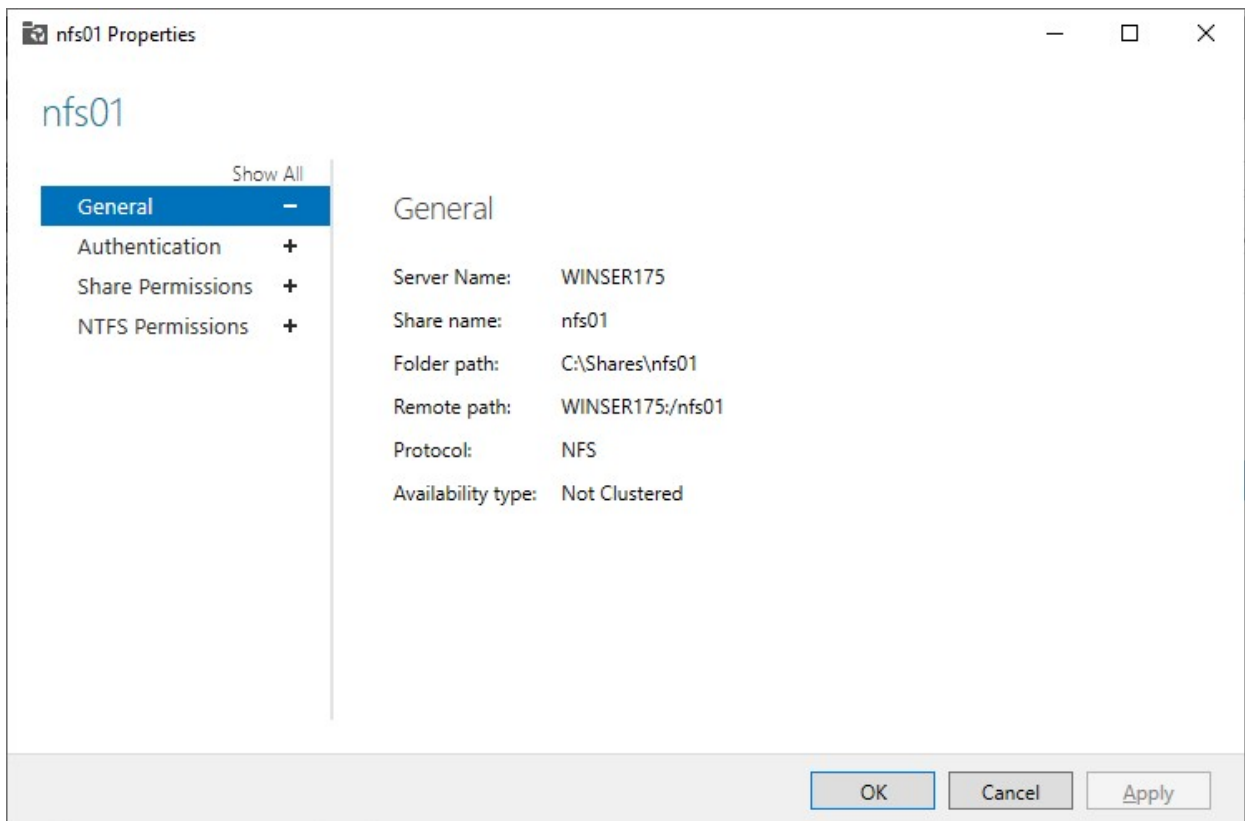 nfs01 Properties
nfs01
Show All
General −
Authentication +
Share Permissions +
NTFS Permissions +
General
Server Name: WINSER175
Share name: nfs01
Folder path: C:\Shares\nfs01
Remote path: WINSER175:/nfs01
Protocol: NFS
Availability type: Not Clustered
OK Cancel Apply